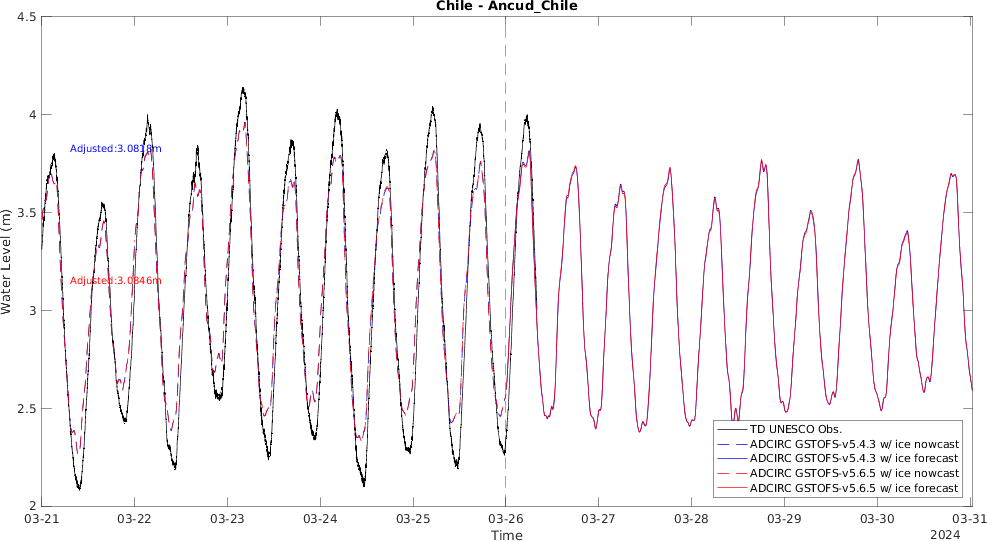 Chile - Ancud_Chile
4.5
4
3.5
3
2.5
2
Water Level (m)
Adjusted:3.0818m
Adjusted:3.0846m
TD UNESCO Obs.
ADCIRC GSTOFS-v5.4.3 w/ ice nowcast
ADCIRC GSTOFS-v5.4.3 w/ ice forecast
ADCIRC GSTOFS-v5.6.5 w/ ice nowcast
ADCIRC GSTOFS-v5.6.5 w/ ice forecast
03-21 03-22 03-23 03-24 03-25 03-26 03-27 03-28 03-29 03-30 03-31
Time
2024